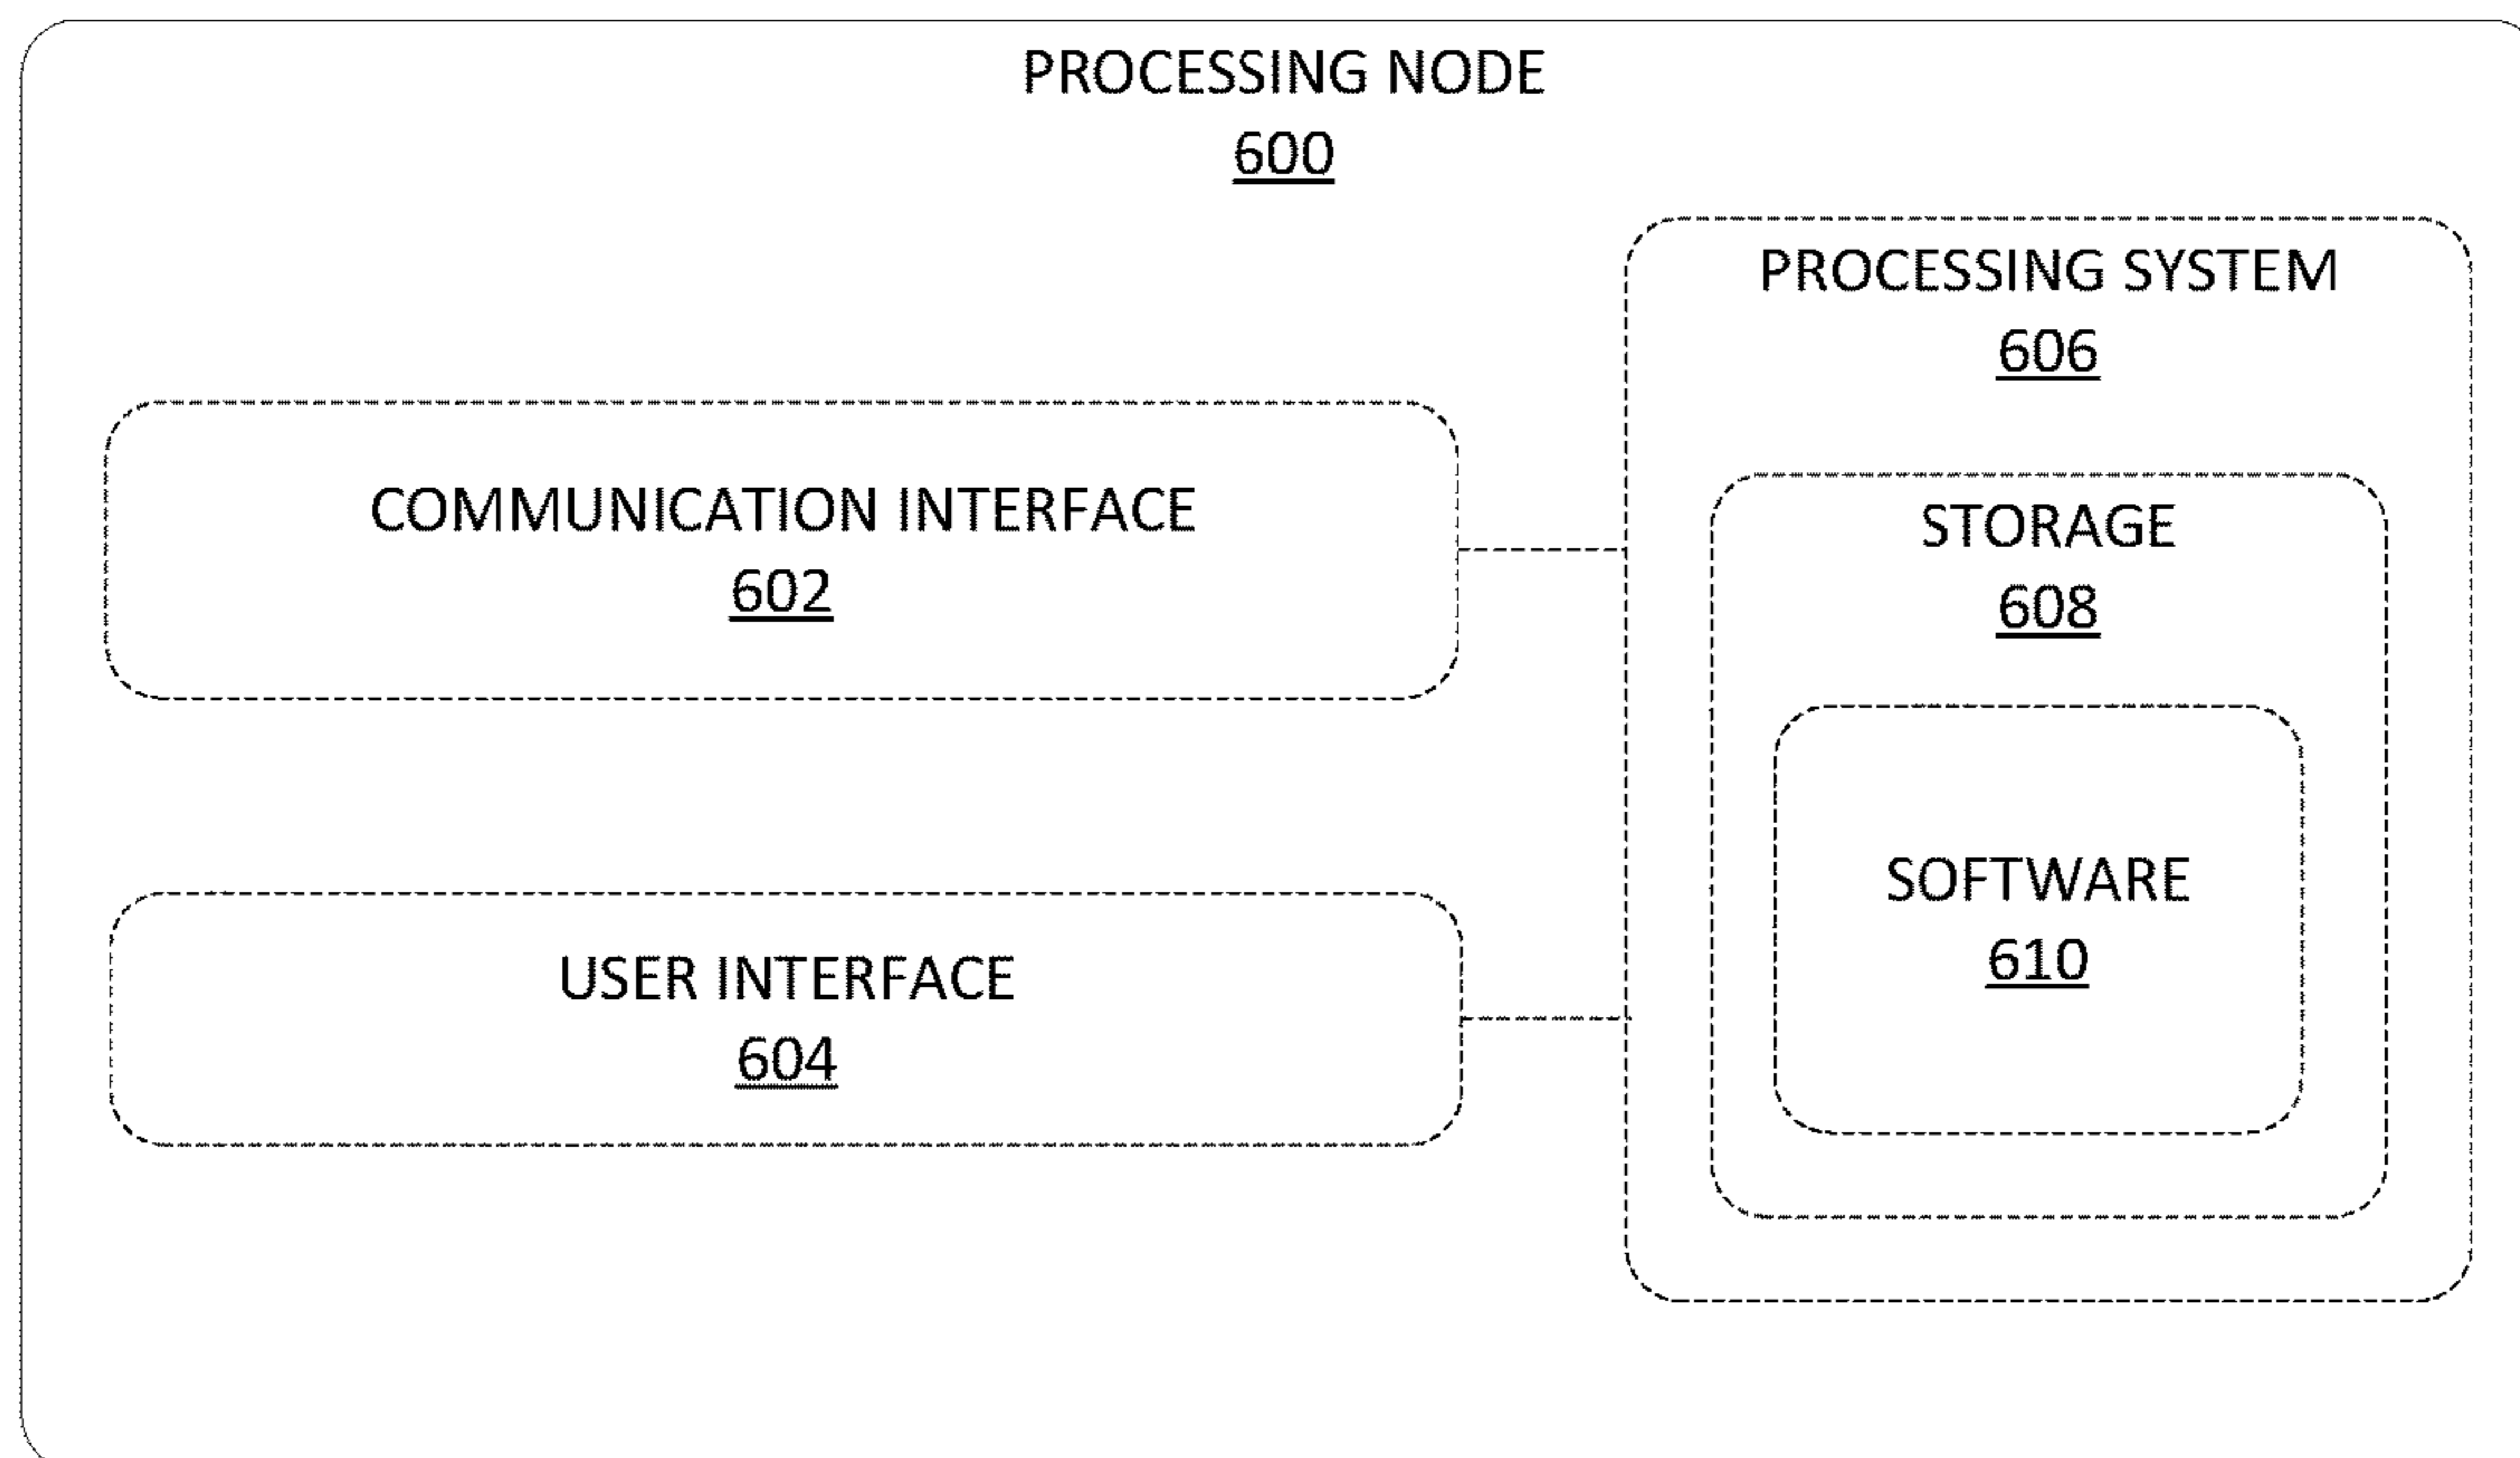 PROCESSING NODE
600
PROCESSING SYSTEM
606
COMMUNICATION INTERFACE
602
STORAGE
608
SOFTWARE
610
USER INTERFACE
604